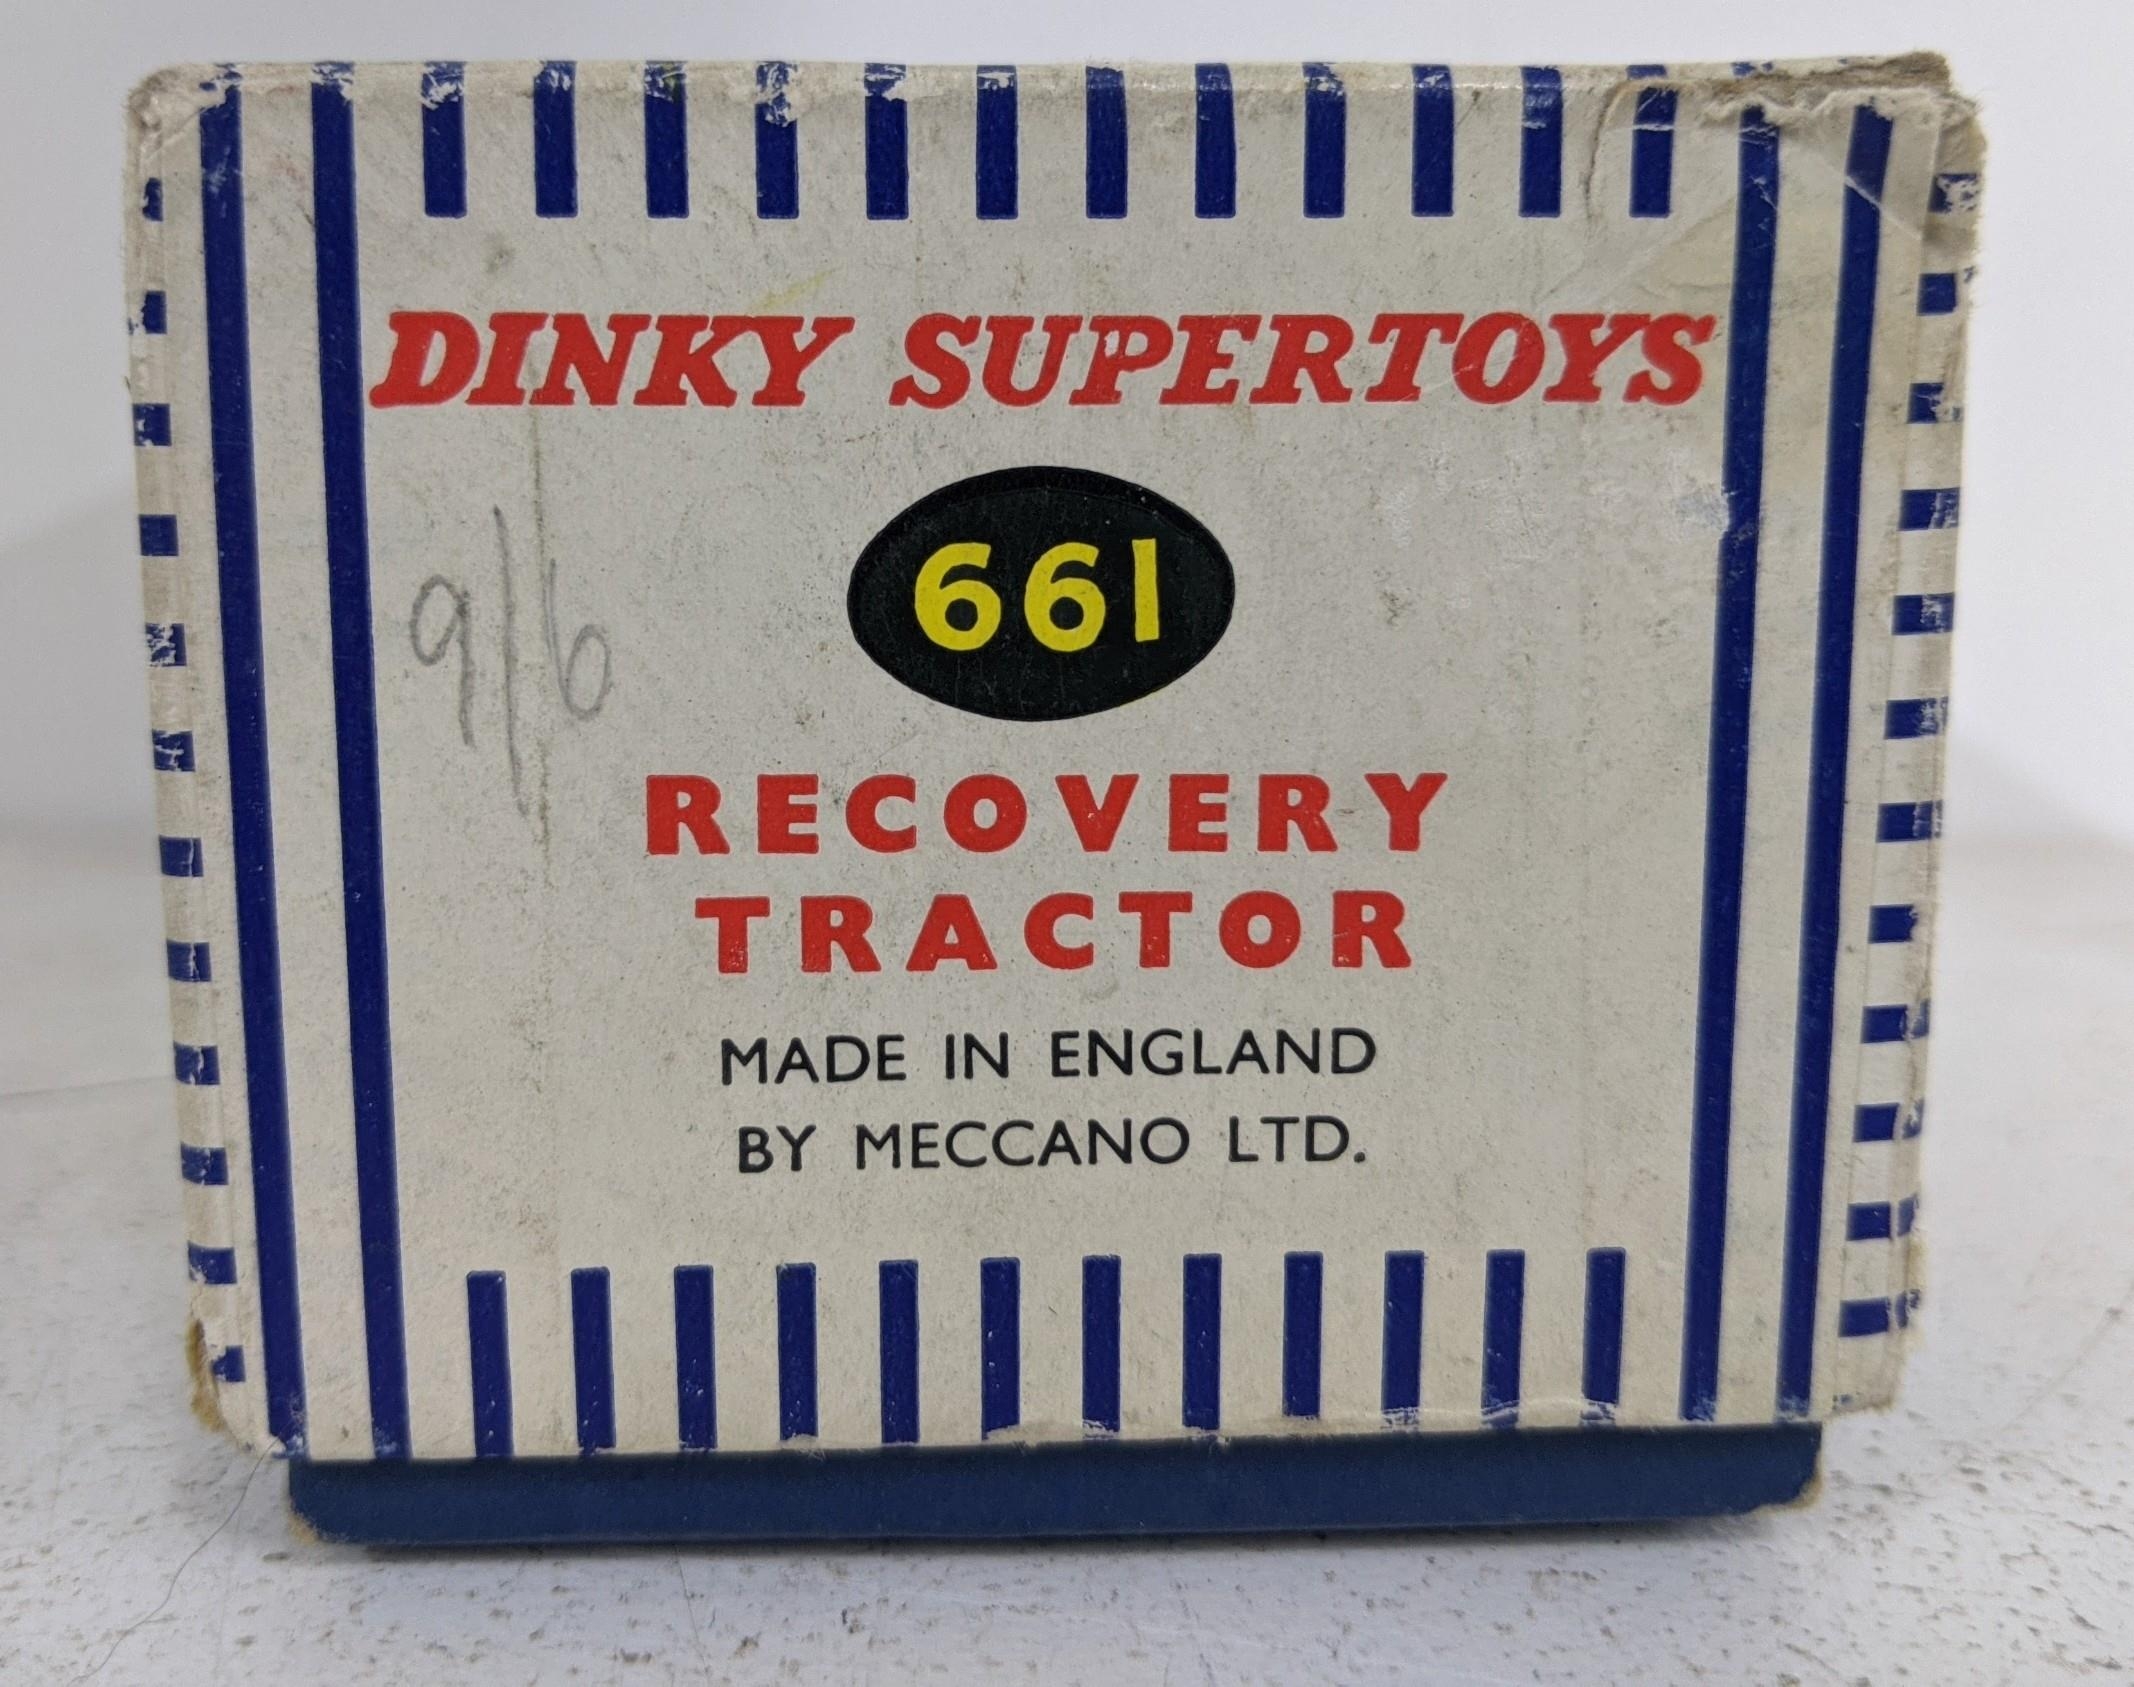 DINKY SUPERTOYS
9/6
661
RECOVERY
TRACTOR
MADE IN ENGLAND
BY MECCANO LTD.